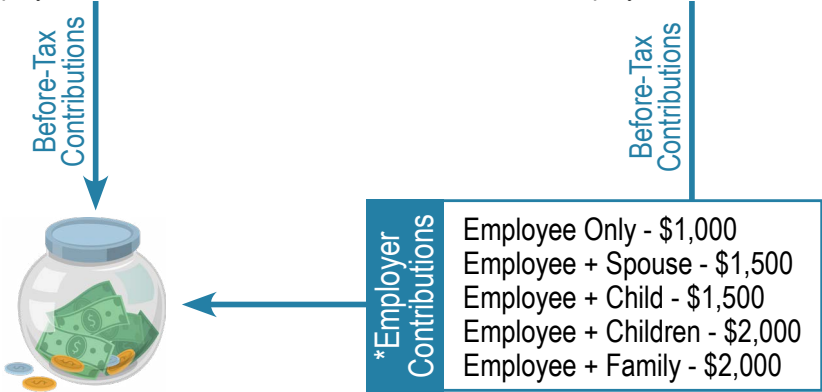 Before-Tax
Contributions
Before-Tax
Contributions
*Employer
Contributions
Employee Only - $1,000
Employee + Spouse - $1,500
Employee + Child - $1,500
Employee + Children - $2,000
Employee + Family - $2,000